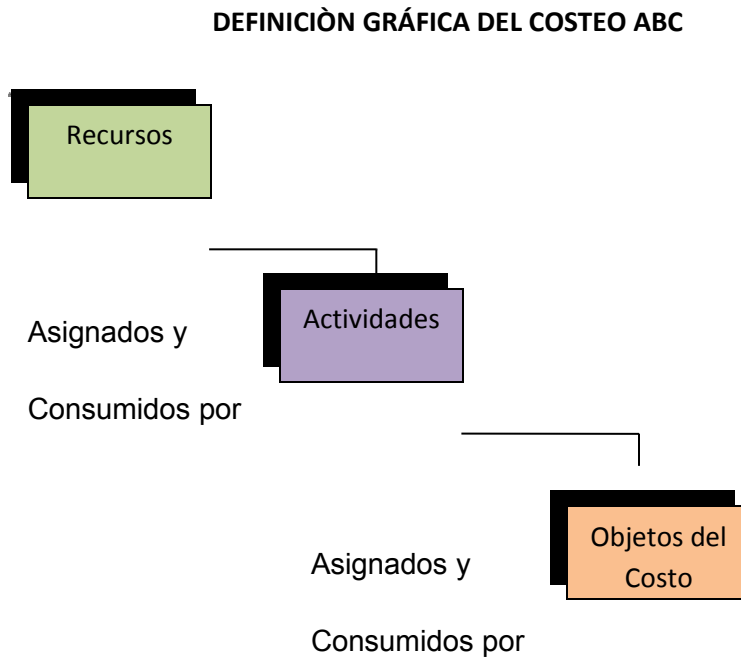 DEFINICIÒN GRÁFICA DEL COSTEO ABC
Recursos
Asignados y
Consumidos por
Actividades
Asignados y
Consumidos por
Objetos del
Costo